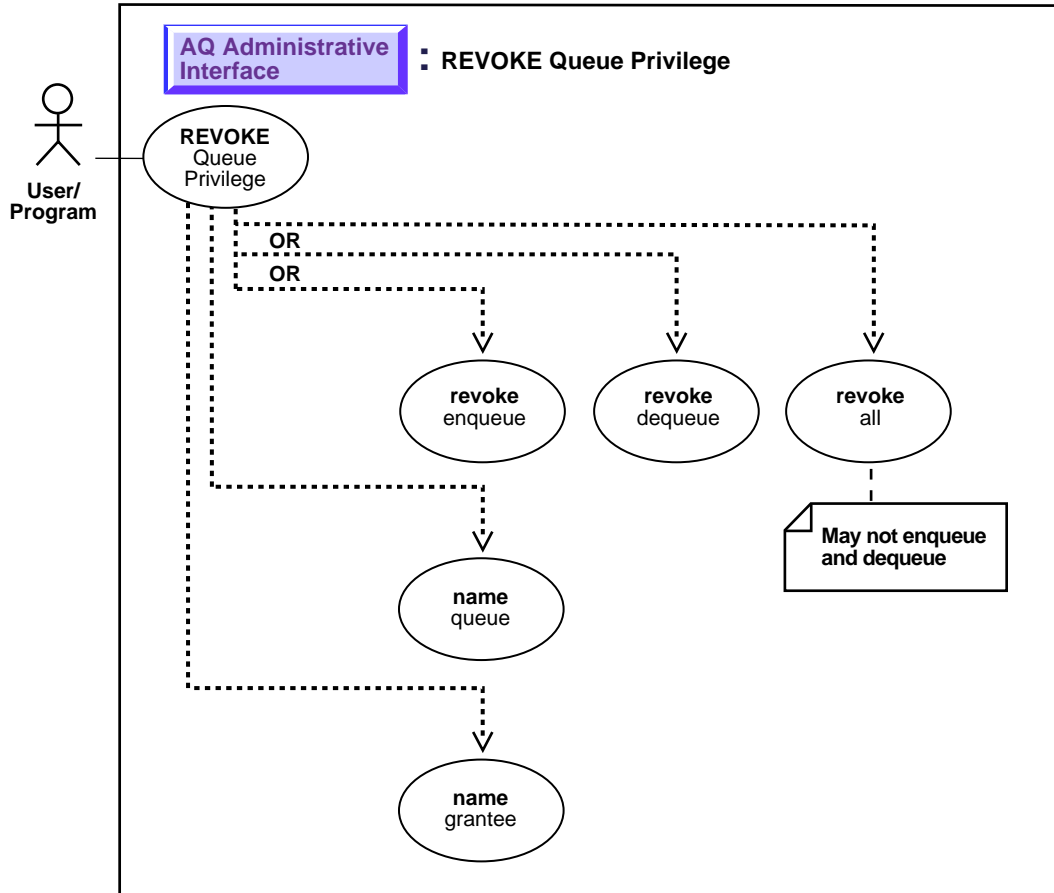 AQ Administrative
Interface
: REVOKE Queue Privilege
User/
Program
REVOKE
Queue
Privilege
OR
OR
revoke
enqueue
revoke
dequeue
revoke
all
May not enqueue
and dequeue
name
queue
name
grantee